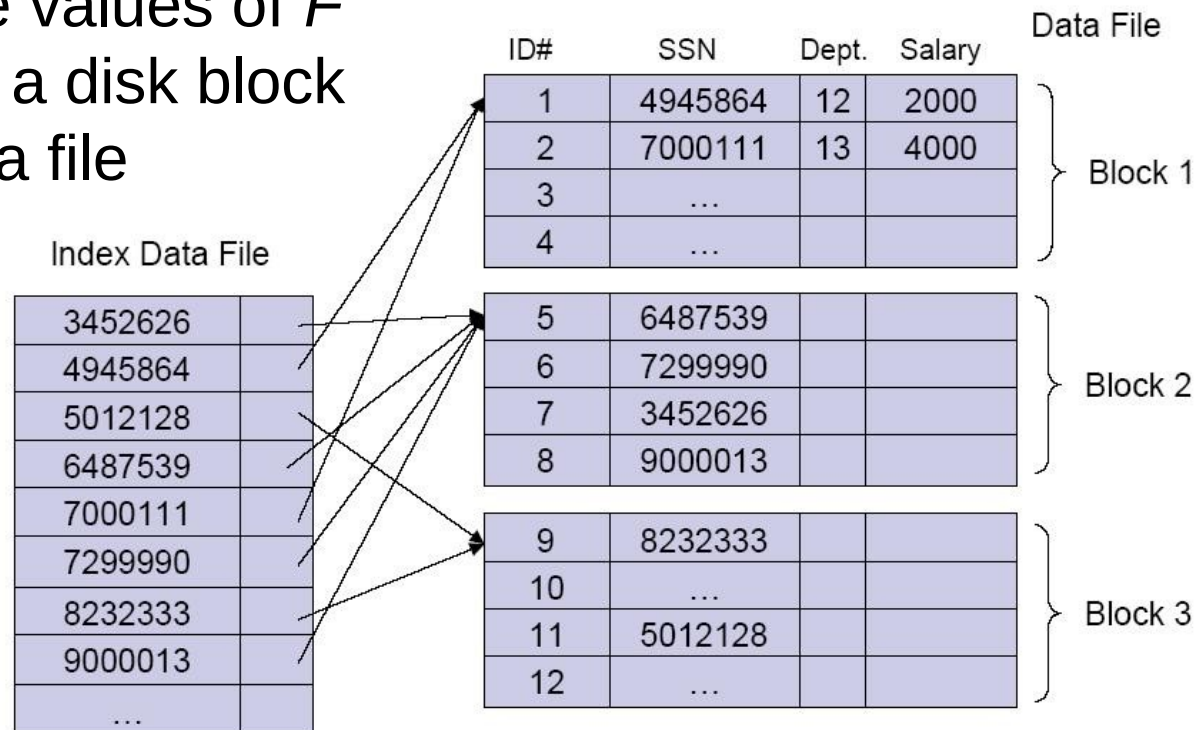 e values of F
a disk block
a file
Index Data File
3452626
4945864
5012128
6487539
7000111
7299990
8232333
9000013
...
Data File
ID# SSN Dept. Salary
1 4945864 12 2000
2 7000111 13 4000
3 ...
4 ...
Block 1
5 6487539
6 7299990
7 3452626
8 9000013
Block 2
9 8232333
10 ...
11 5012128
12 ...
Block 3